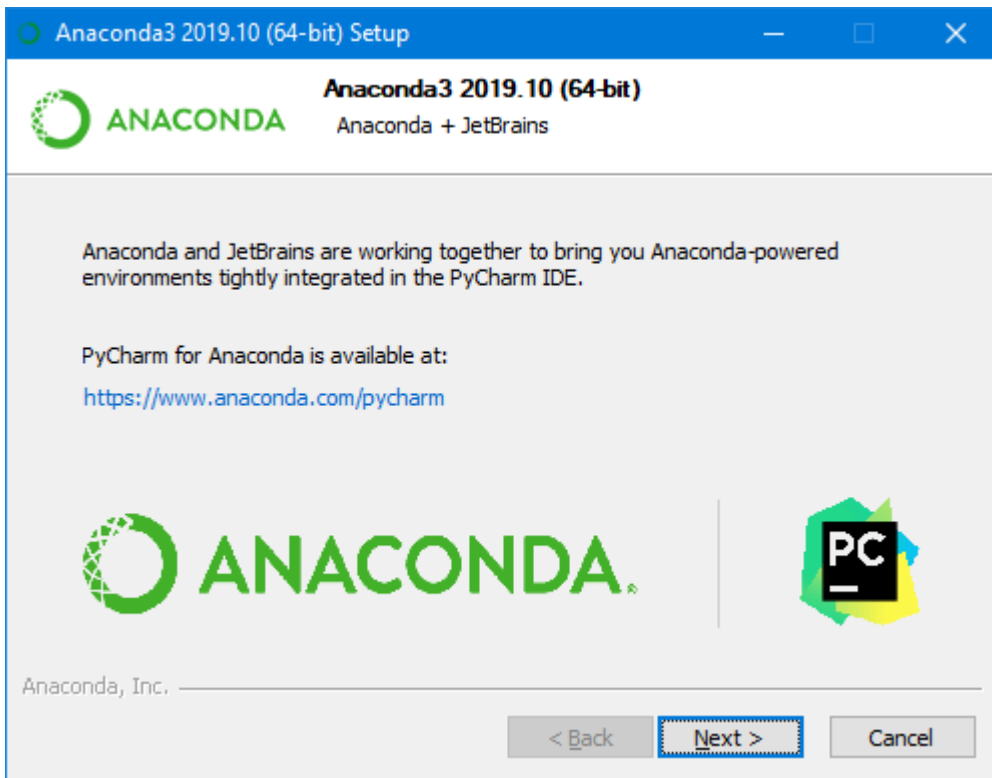 Anaconda3 2019.10 (64-bit) Setup
Anaconda3 2019.10 (64-bit)
ANACONDA
Anaconda + JetBrains
Anaconda and JetBrains are working together to bring you Anaconda-powered
environments tightly integrated in the PyCharm IDE.
PyCharm for Anaconda is available at:
https://www.anaconda.com/pycharm
ANACONDA®
PC
Anaconda, Inc.
< Back Next > Cancel